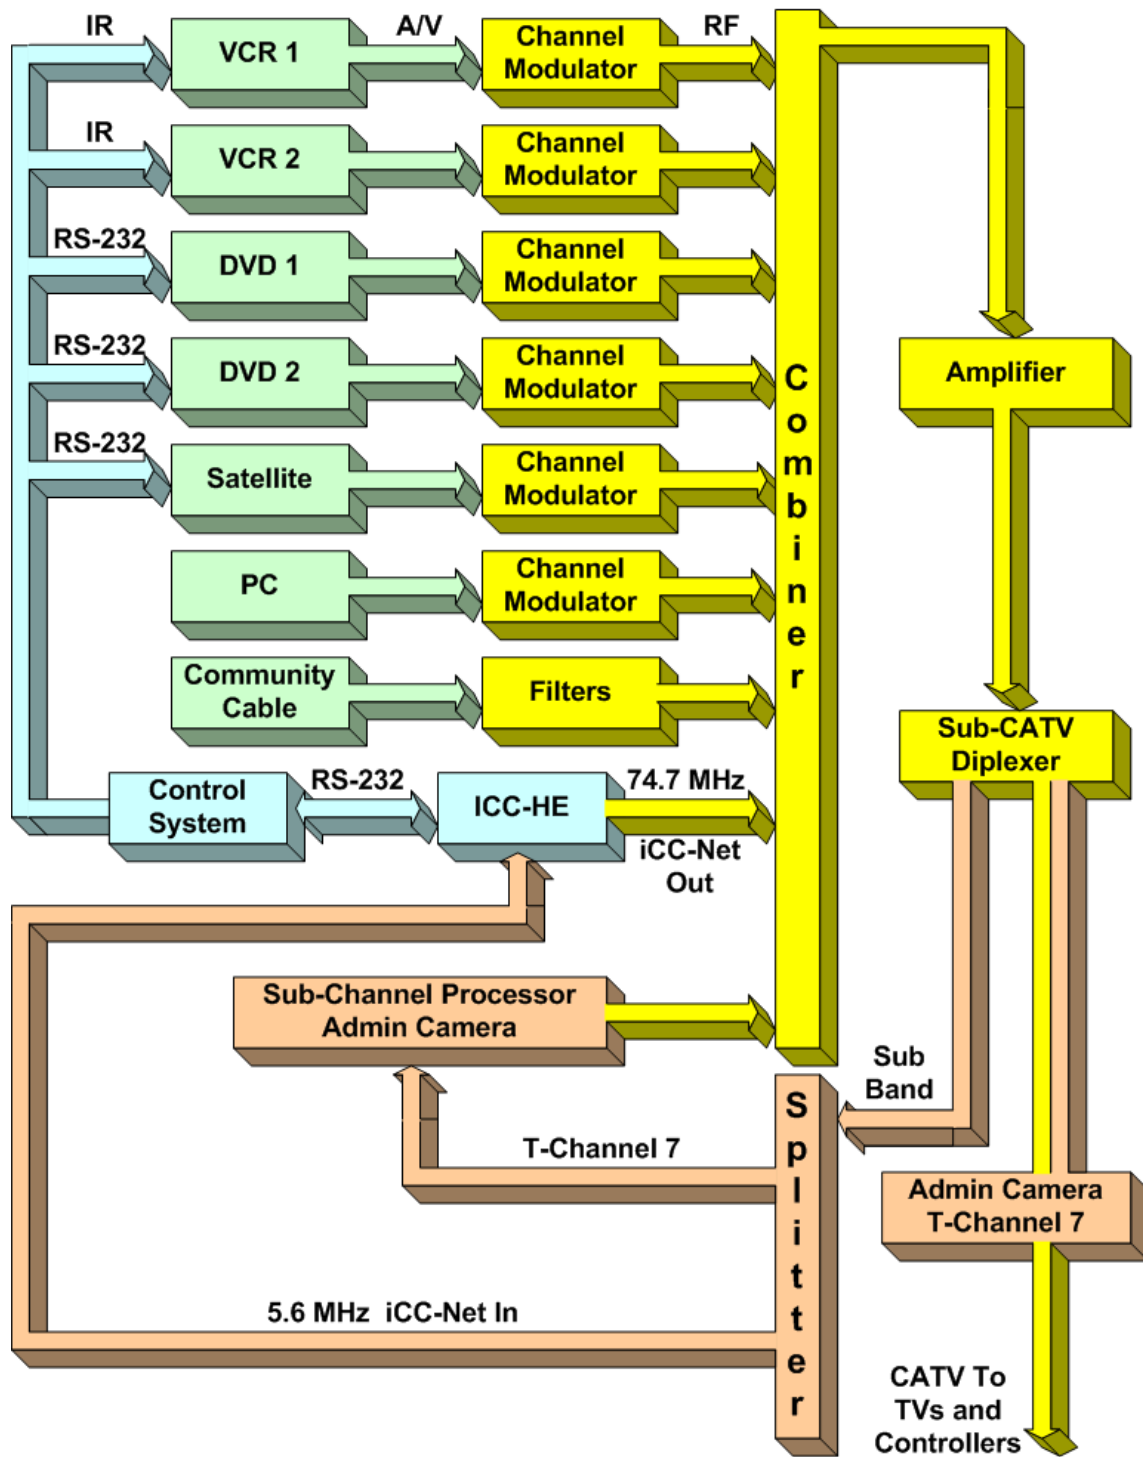 IR
A/V
RF
VCR 1
Channel
Modulator
IR
VCR 2
Channel
Modulator
RS-232
DVD 1
Channel
Modulator
RS-232
DVD 2
Channel
Modulator
RS-232
Satellite
Channel
Modulator
PC
Channel
Modulator
Community
Cable
Filters
Combiner
Amplifier
Sub-CATV
Diplexer
Control
System
RS-232
ICC-HE
74.7 MHz
iCC-Net
Out
Sub-Channel Processor
Admin Camera
Sub
Band
Splitter
T-Channel 7
Admin Camera
T-Channel 7
5.6 MHz iCC-Net In
CATV To
TVs and
Controllers